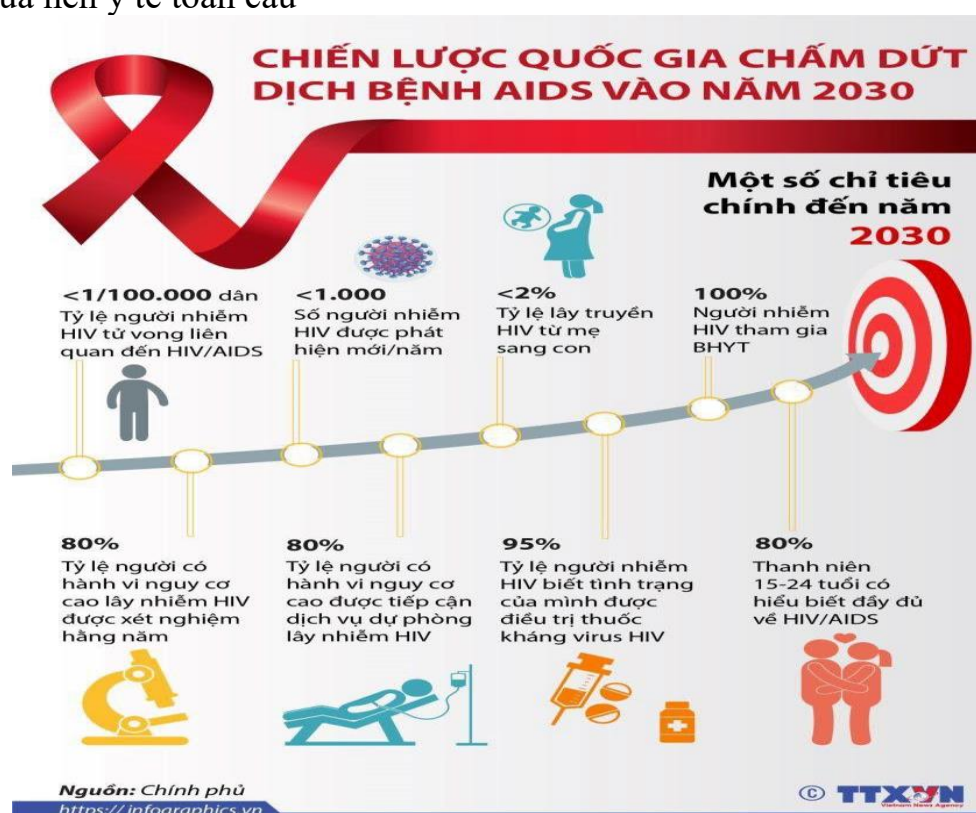 nền y tế toàn cầu
CHIẾN LƯỢC QUỐC GIA CHẤM DỨT
DỊCH BỆNH AIDS VÀO NĂM 2030
Một số chỉ tiêu
chính đến năm
2030
<1/100.000 dân
Tỷ lệ người nhiễm
HIV tử vong liên
quan đến HIV/AIDS
<1.000
Số người nhiễm
HIV được phát
hiện mới/năm
<2%
Tỷ lệ lây truyền
HIV từ mẹ
sang con
100%
Người nhiễm
HIV tham gia
BHYT
80%
Tỷ lệ người có
hành vi nguy cơ
cao lây nhiễm HIV
được xét nghiệm
hằng năm
80%
Tỷ lệ người có
hành vi nguy cơ
cao được tiếp cận
dịch vụ dự phòng
lây nhiễm HIV
95%
Tỷ lệ người nhiễm
HIV biết tình trạng
của mình được
điều trị thuốc
kháng virus HIV
80%
Thanh niên
15-24 tuổi có
hiểu biết đầy đủ
về HIV/AIDS
Nguồn: Chính phủ
https://infographics.vn
© TTXVN
Vietnam News Agency